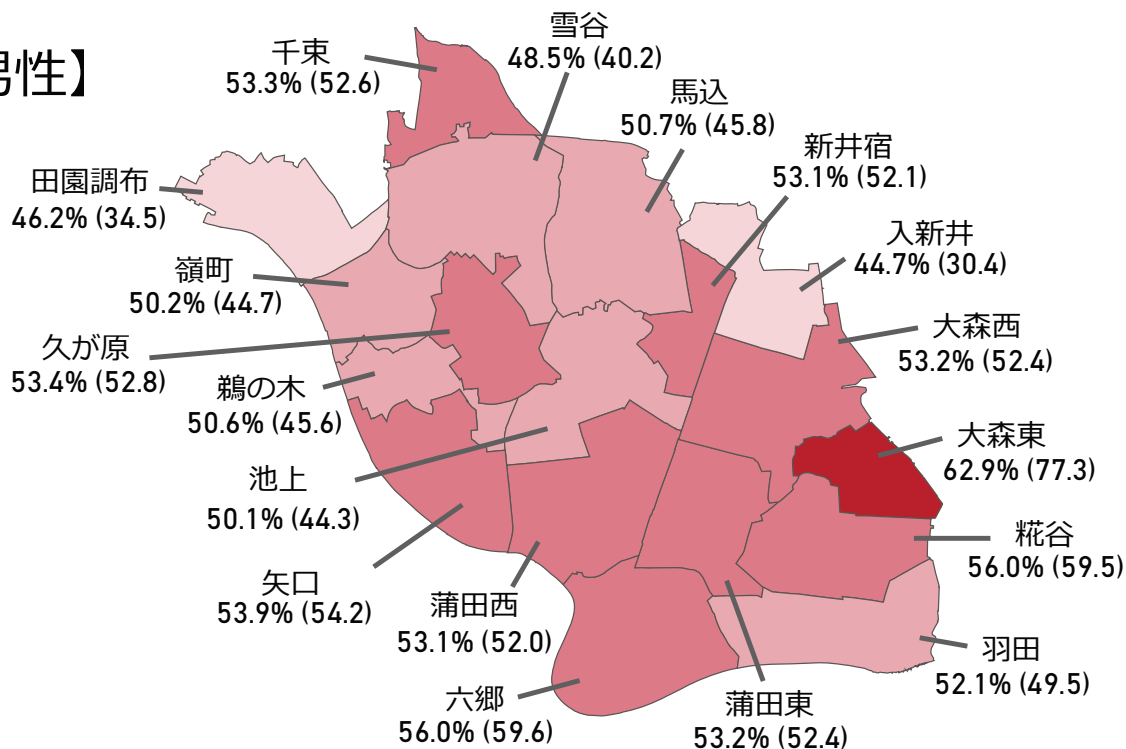 男性】
千束
53.3% (52.6)
雪谷
48.5% (40.2)
馬込
50.7% (45.8)
新井宿
53.1% (52.1)
田園調布
46.2% (34.5)
入新井
44.7% (30.4)
嶺町
50.2% (44.7)
大森西
53.2% (52.4)
久が原
53.4% (52.8)
鵜の木
50.6% (45.6)
大森東
62.9% (77.3)
池上
50.1% (44.3)
糀谷
56.0% (59.5)
矢口
53.9% (54.2)
蒲田西
53.1% (52.0)
羽田
52.1% (49.5)
六郷
56.0% (59.6)
蒲田東
53.2% (52.4)